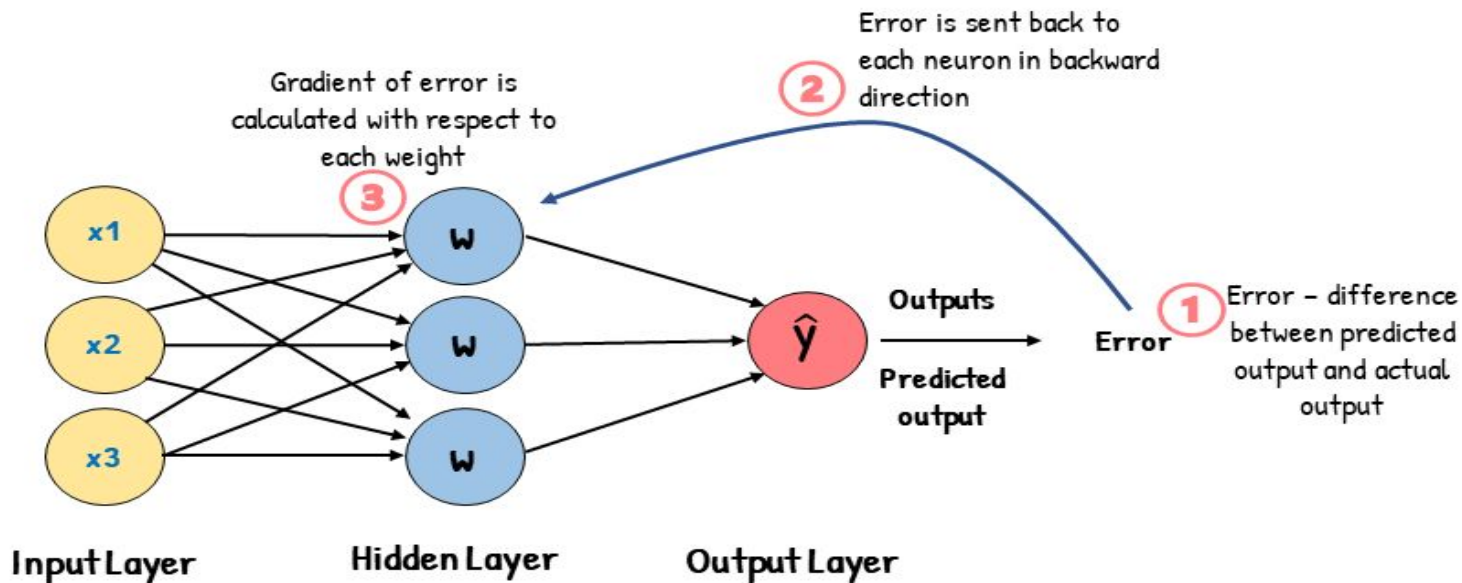 Error is sent back to
each neuron in backward
direction
2
Gradient of error is
calculated with respect to
each weight
3
x1
w
x2
w
x3
w
ŷ
Outputs
Predicted
output
Error
1
Error – difference
between predicted
output and actual
output
Input Layer
Hidden Layer
Output Layer